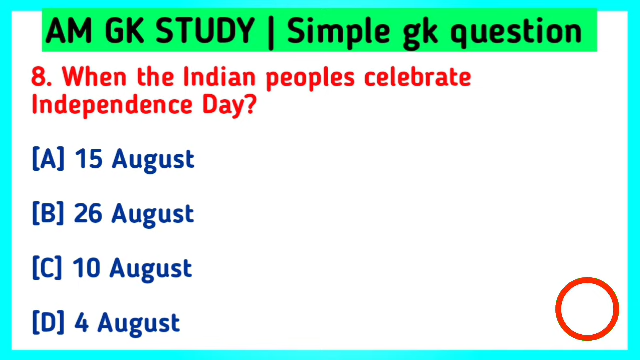 AM GK STUDY | Simple gk question
8. When the Indian peoples celebrate
Independence Day?
[A] 15 August
[B] 26 August
[C] 10 August
[D] 4 August